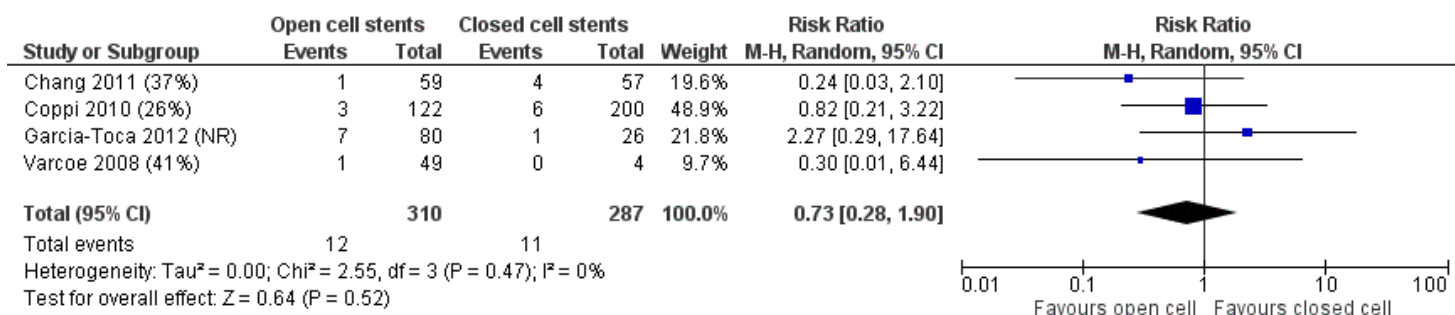 Open cell stents Closed cell stents Risk Ratio Risk Ratio
Study or Subgroup Events Total Events Total Weight M-H, Random, 95% CI M-H, Random, 95% CI
Chang 2011 (37%) 1 59 4 57 19.6% 0.24 [0.03, 2.10]
Coppi 2010 (26%) 3 122 6 200 48.9% 0.82 [0.21, 3.22]
Garcia-Toca 2012 (NR) 7 80 1 26 21.8% 2.27 [0.29, 17.64]
Varcoe 2008 (41%) 1 49 0 4 9.7% 0.30 [0.01, 6.44]
Total (95% CI) 310 287 100.0% 0.73 [0.28, 1.90]
Total events 12 11
Heterogeneity: Tau² = 0.00; Chi² = 2.55, df = 3 (P = 0.47); I² = 0%
Test for overall effect: Z = 0.64 (P = 0.52)
0.01 0.1 1 10 100
Favours open cell Favours closed cell